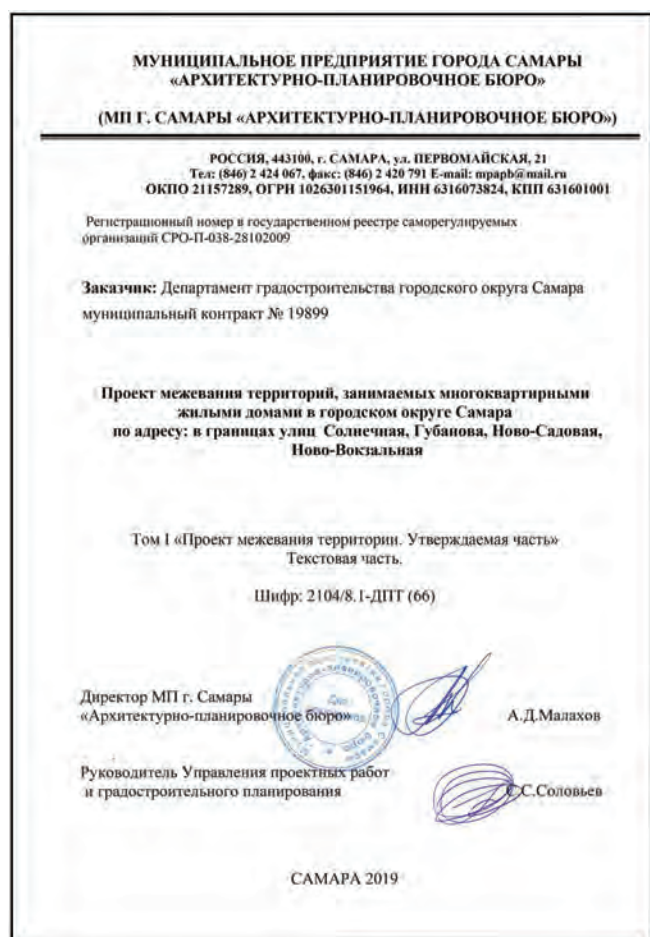 МУНИЦИПАЛЬНОЕ ПРЕДПРИЯТИЕ ГОРОДА САМАРЫ
«АРХИТЕКТУРНО-ПЛАНИРОВОЧНОЕ БЮРО»
(МП Г. САМАРЫ «АРХИТЕКТУРНО-ПЛАНИРОВОЧНОЕ БЮРО»)
РОССИЯ, 443100, г. САМАРА, ул. ПЕРВОМАЙСКАЯ, 21
Тел: (846) 2 424 067, факс: (846) 2 420 791 E-mail: mpapb@mail.ru
ОКПО 21157289, ОГРН 1026301151964, ИНН 6316073824, КПП 631601001
Регистрационный номер в государственном реестре саморегулируемых
организаций СРО-П-038-28102009
Заказчик: Департамент градостроительства городского округа Самара
муниципальный контракт № 19899
Проект межевания территорий, занимаемых многоквартирными
жилыми домами в городском округе Самара
по адресу: в границах улиц Солнечная, Губанова, Ново-Садовая,
Ново-Вокзальная
Том I «Проект межевания территории. Утверждаемая часть»
Текстовая часть.
Шифр: 2104/8.1-ДПТ (66)
Директор МП г. Самары
«Архитектурно-планировочное бюро» А.Д.Малахов
Руководитель Управления проектных работ
и градостроительного планирования С.С.Соловьев
САМАРА 2019